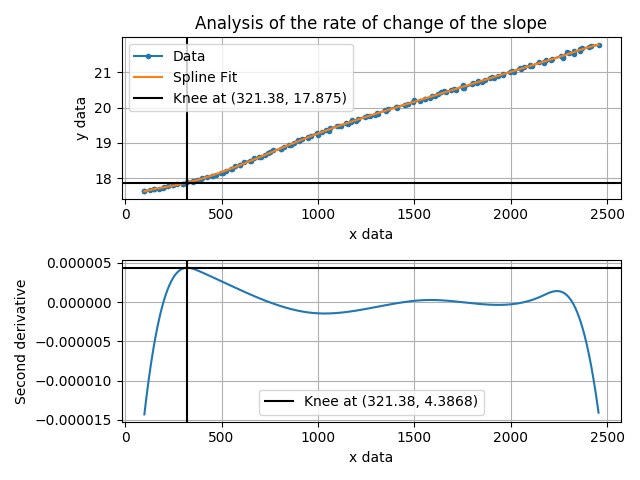 Analysis of the rate of change of the slope
Data
Spline Fit
Knee at (321.38, 17.875)
y data
21
20
19
18
0 500 1000 1500 2000 2500
x data
Second derivative
0.000005
0.000000
−0.000005
−0.000010
−0.000015
Knee at (321.38, 4.3868)
0 500 1000 1500 2000 2500
x data